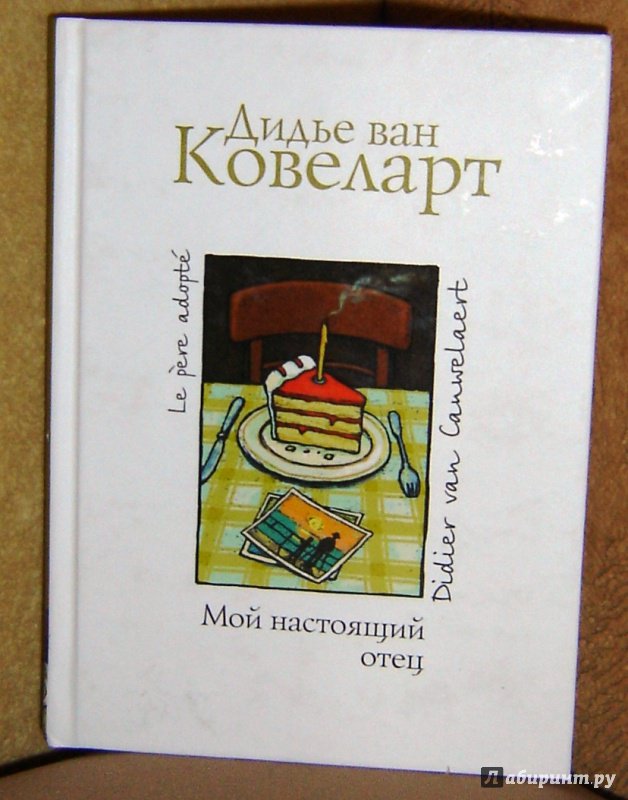 Дидье ван
Ковеларт
Le père adopté
Didier van Cauwelaert
Мой настоящий
отец
Лабиринт.ру